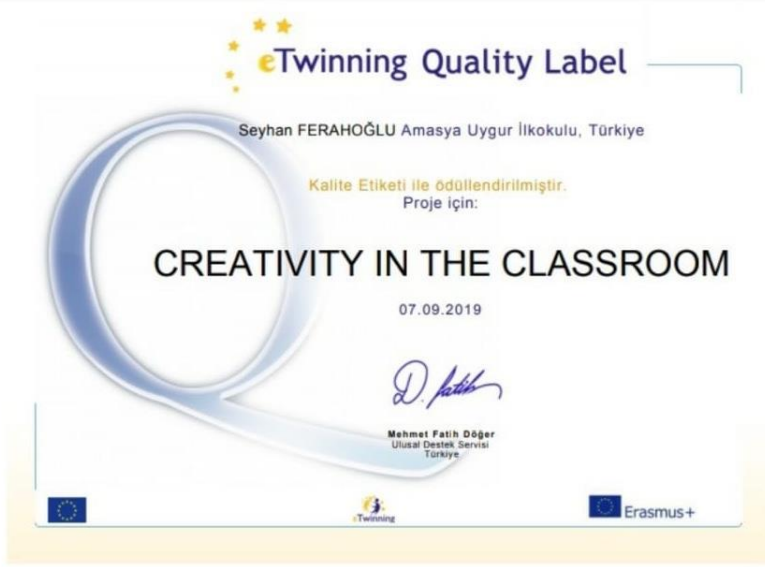 eTwinning Quality Label
Seyhan FERAHOĞLU Amasya Uygur İlkokulu, Türkiye
Kalite Etiketi ile ödüllendirilmiştir.
Proje için:
CREATIVITY IN THE CLASSROOM
07.09.2019
D. fatih
Mehmet Fatih Döğer
Ulusal Destek Servisi
Türkiye
eTwinning
Erasmus+